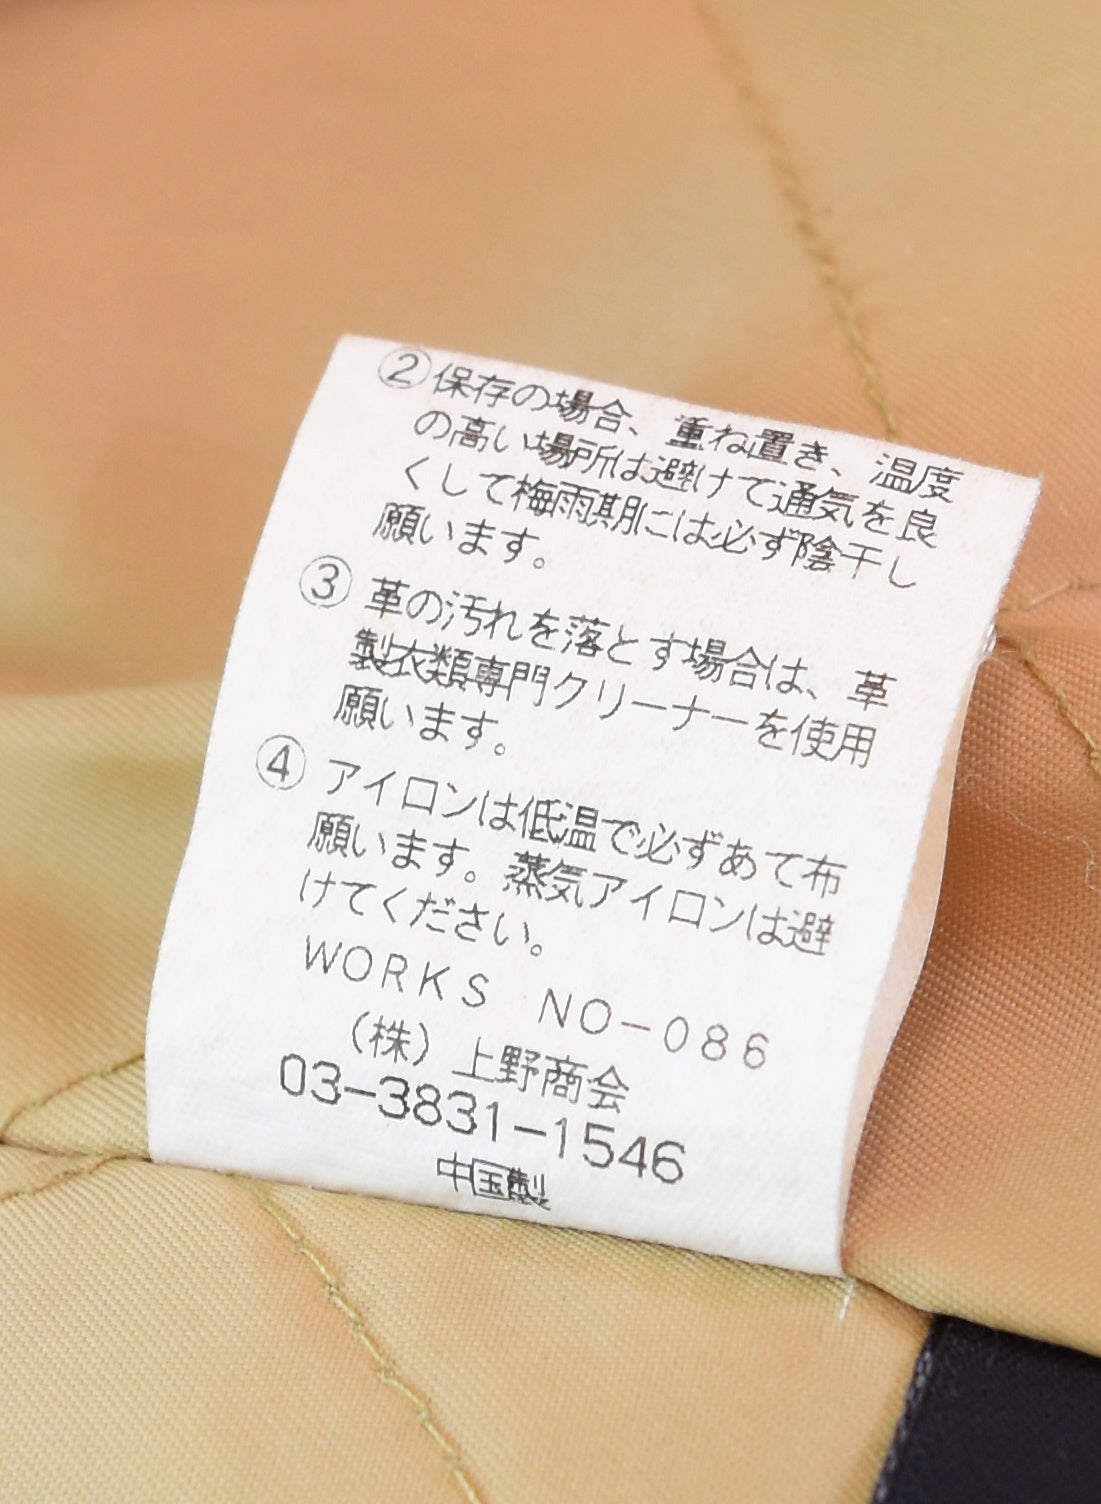 ②保存の場合、重ね置き、温度
の高い場所は避けて通気を良
くして梅雨期には必ず陰干し
願います。
③革の汚れを落とす場合は、革
製衣類専門クリーナーを使用
願います。
④アイロンは低温で必ずあて布
願います。蒸気アイロンは避
けてください。
WORKS NO-086
(株)上野商会
03-3831-1546
中国製